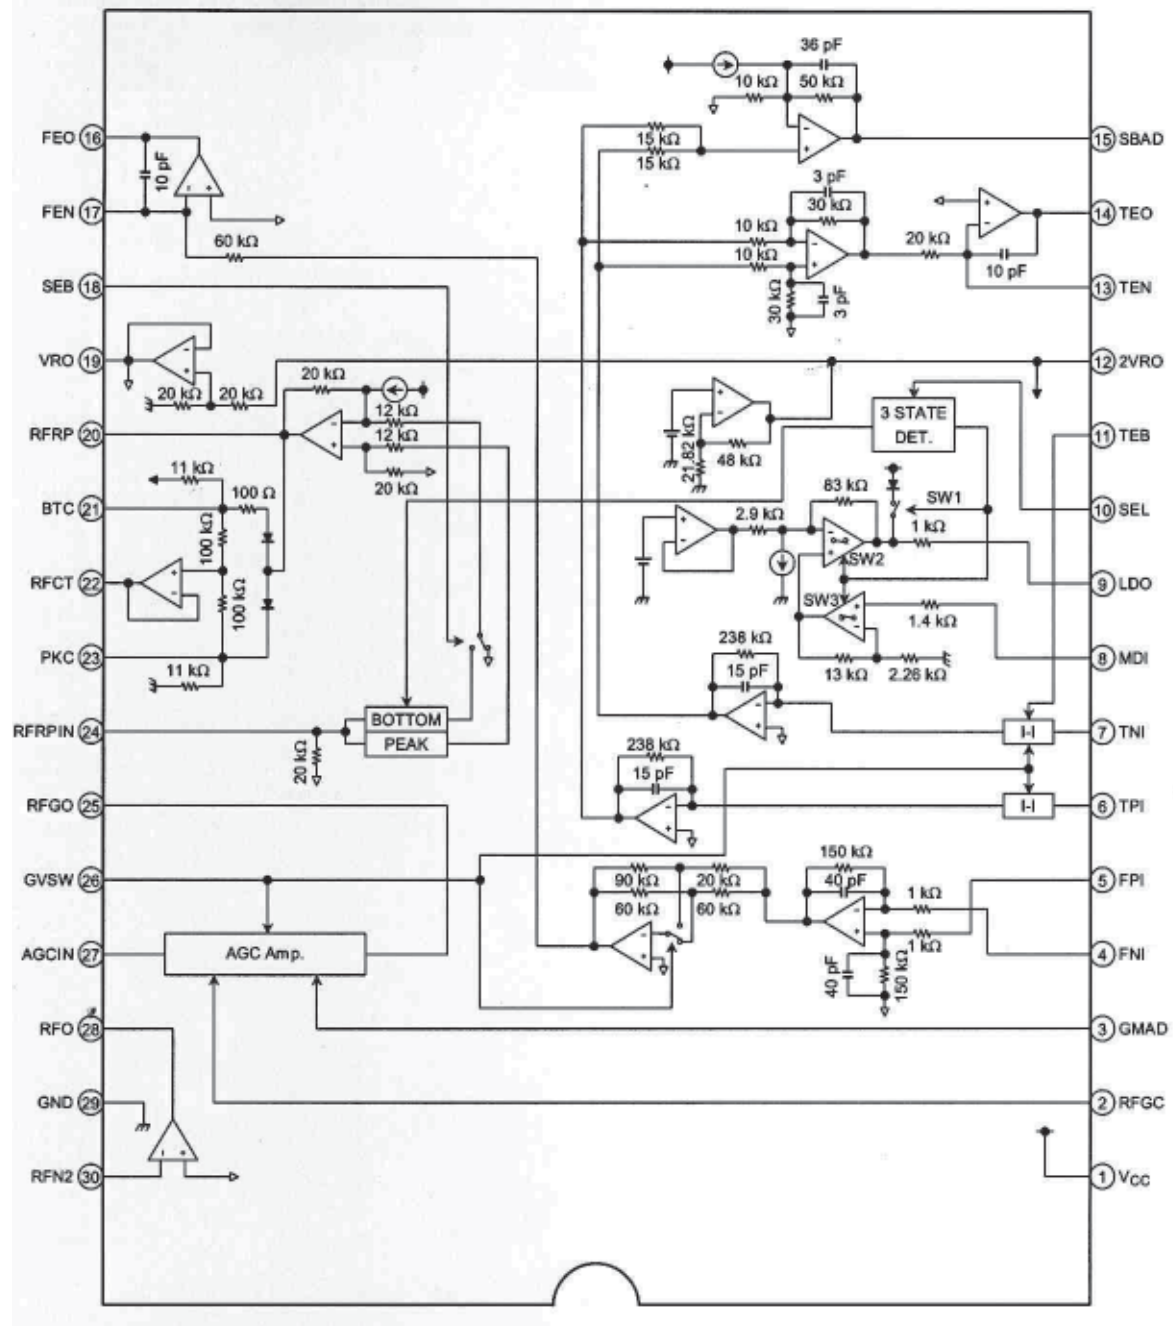 36 pF
10 kΩ
50 kΩ
15 kΩ
15 kΩ
15 SBAD
FEO 16
10 pF
FEN 17
60 kΩ
3 pF
30 kΩ
10 kΩ
10 kΩ
30 kΩ
3 pF
20 kΩ
10 pF
14 TEO
13 TEN
SEB 18
VRO 19
20 kΩ
20 kΩ
12 2VRO
20 kΩ
12 kΩ
12 kΩ
20 kΩ
RFRP 20
21.82 kΩ
48 kΩ
3 STATE
DET.
11 TEB
11 kΩ
BTC 21
100 Ω
100 kΩ
100 kΩ
RFCT 22
PKC 23
11 kΩ
83 kΩ
2.9 kΩ
SW1
1 kΩ
SW2
SW3
1.4 kΩ
13 kΩ
2.26 kΩ
10 SEL
9 LDO
8 MDI
RFRPIN 24
20 kΩ
BOTTOM
PEAK
238 kΩ
15 pF
I-I
7 TNI
RFGO 25
238 kΩ
15 pF
I-I
6 TPI
GVSW 26
90 kΩ
20 kΩ
60 kΩ
60 kΩ
150 kΩ
40 pF
1 kΩ
1 kΩ
40 pF
150 kΩ
5 FPI
AGCIN 27
AGC Amp.
4 FNI
RFO 28
3 GMAD
GND 29
2 RFGC
RFN2 30
1 VCC